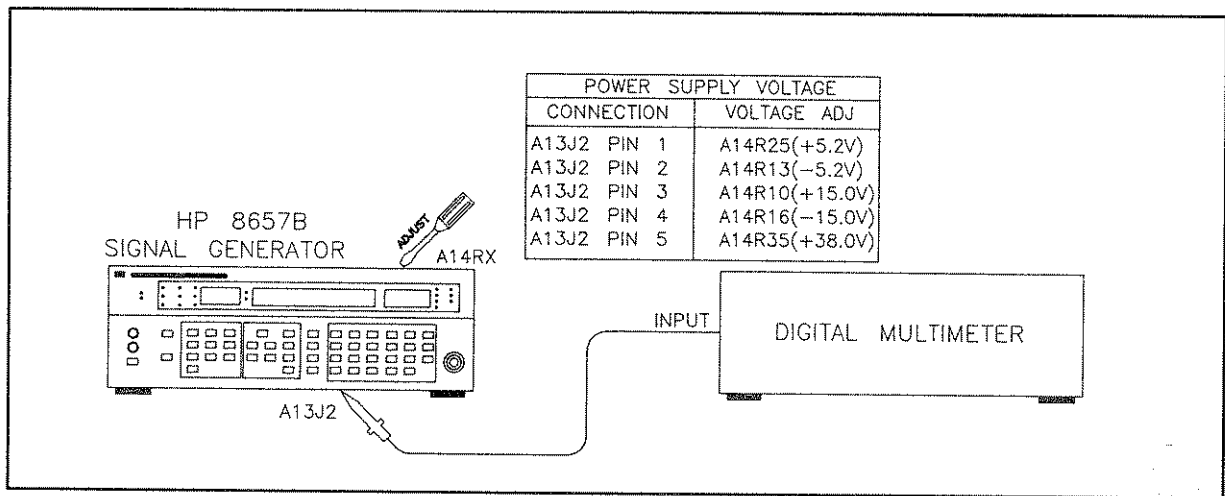 POWER SUPPLY VOLTAGE
CONNECTION VOLTAGE ADJ
A13J2 PIN 1 A14R25(+5.2V)
A13J2 PIN 2 A14R13(−5.2V)
A13J2 PIN 3 A14R10(+15.0V)
A13J2 PIN 4 A14R16(−15.0V)
A13J2 PIN 5 A14R35(+38.0V)
HP 8657B
SIGNAL GENERATOR
ADJUST
A14RX
A13J2
INPUT
DIGITAL MULTIMETER